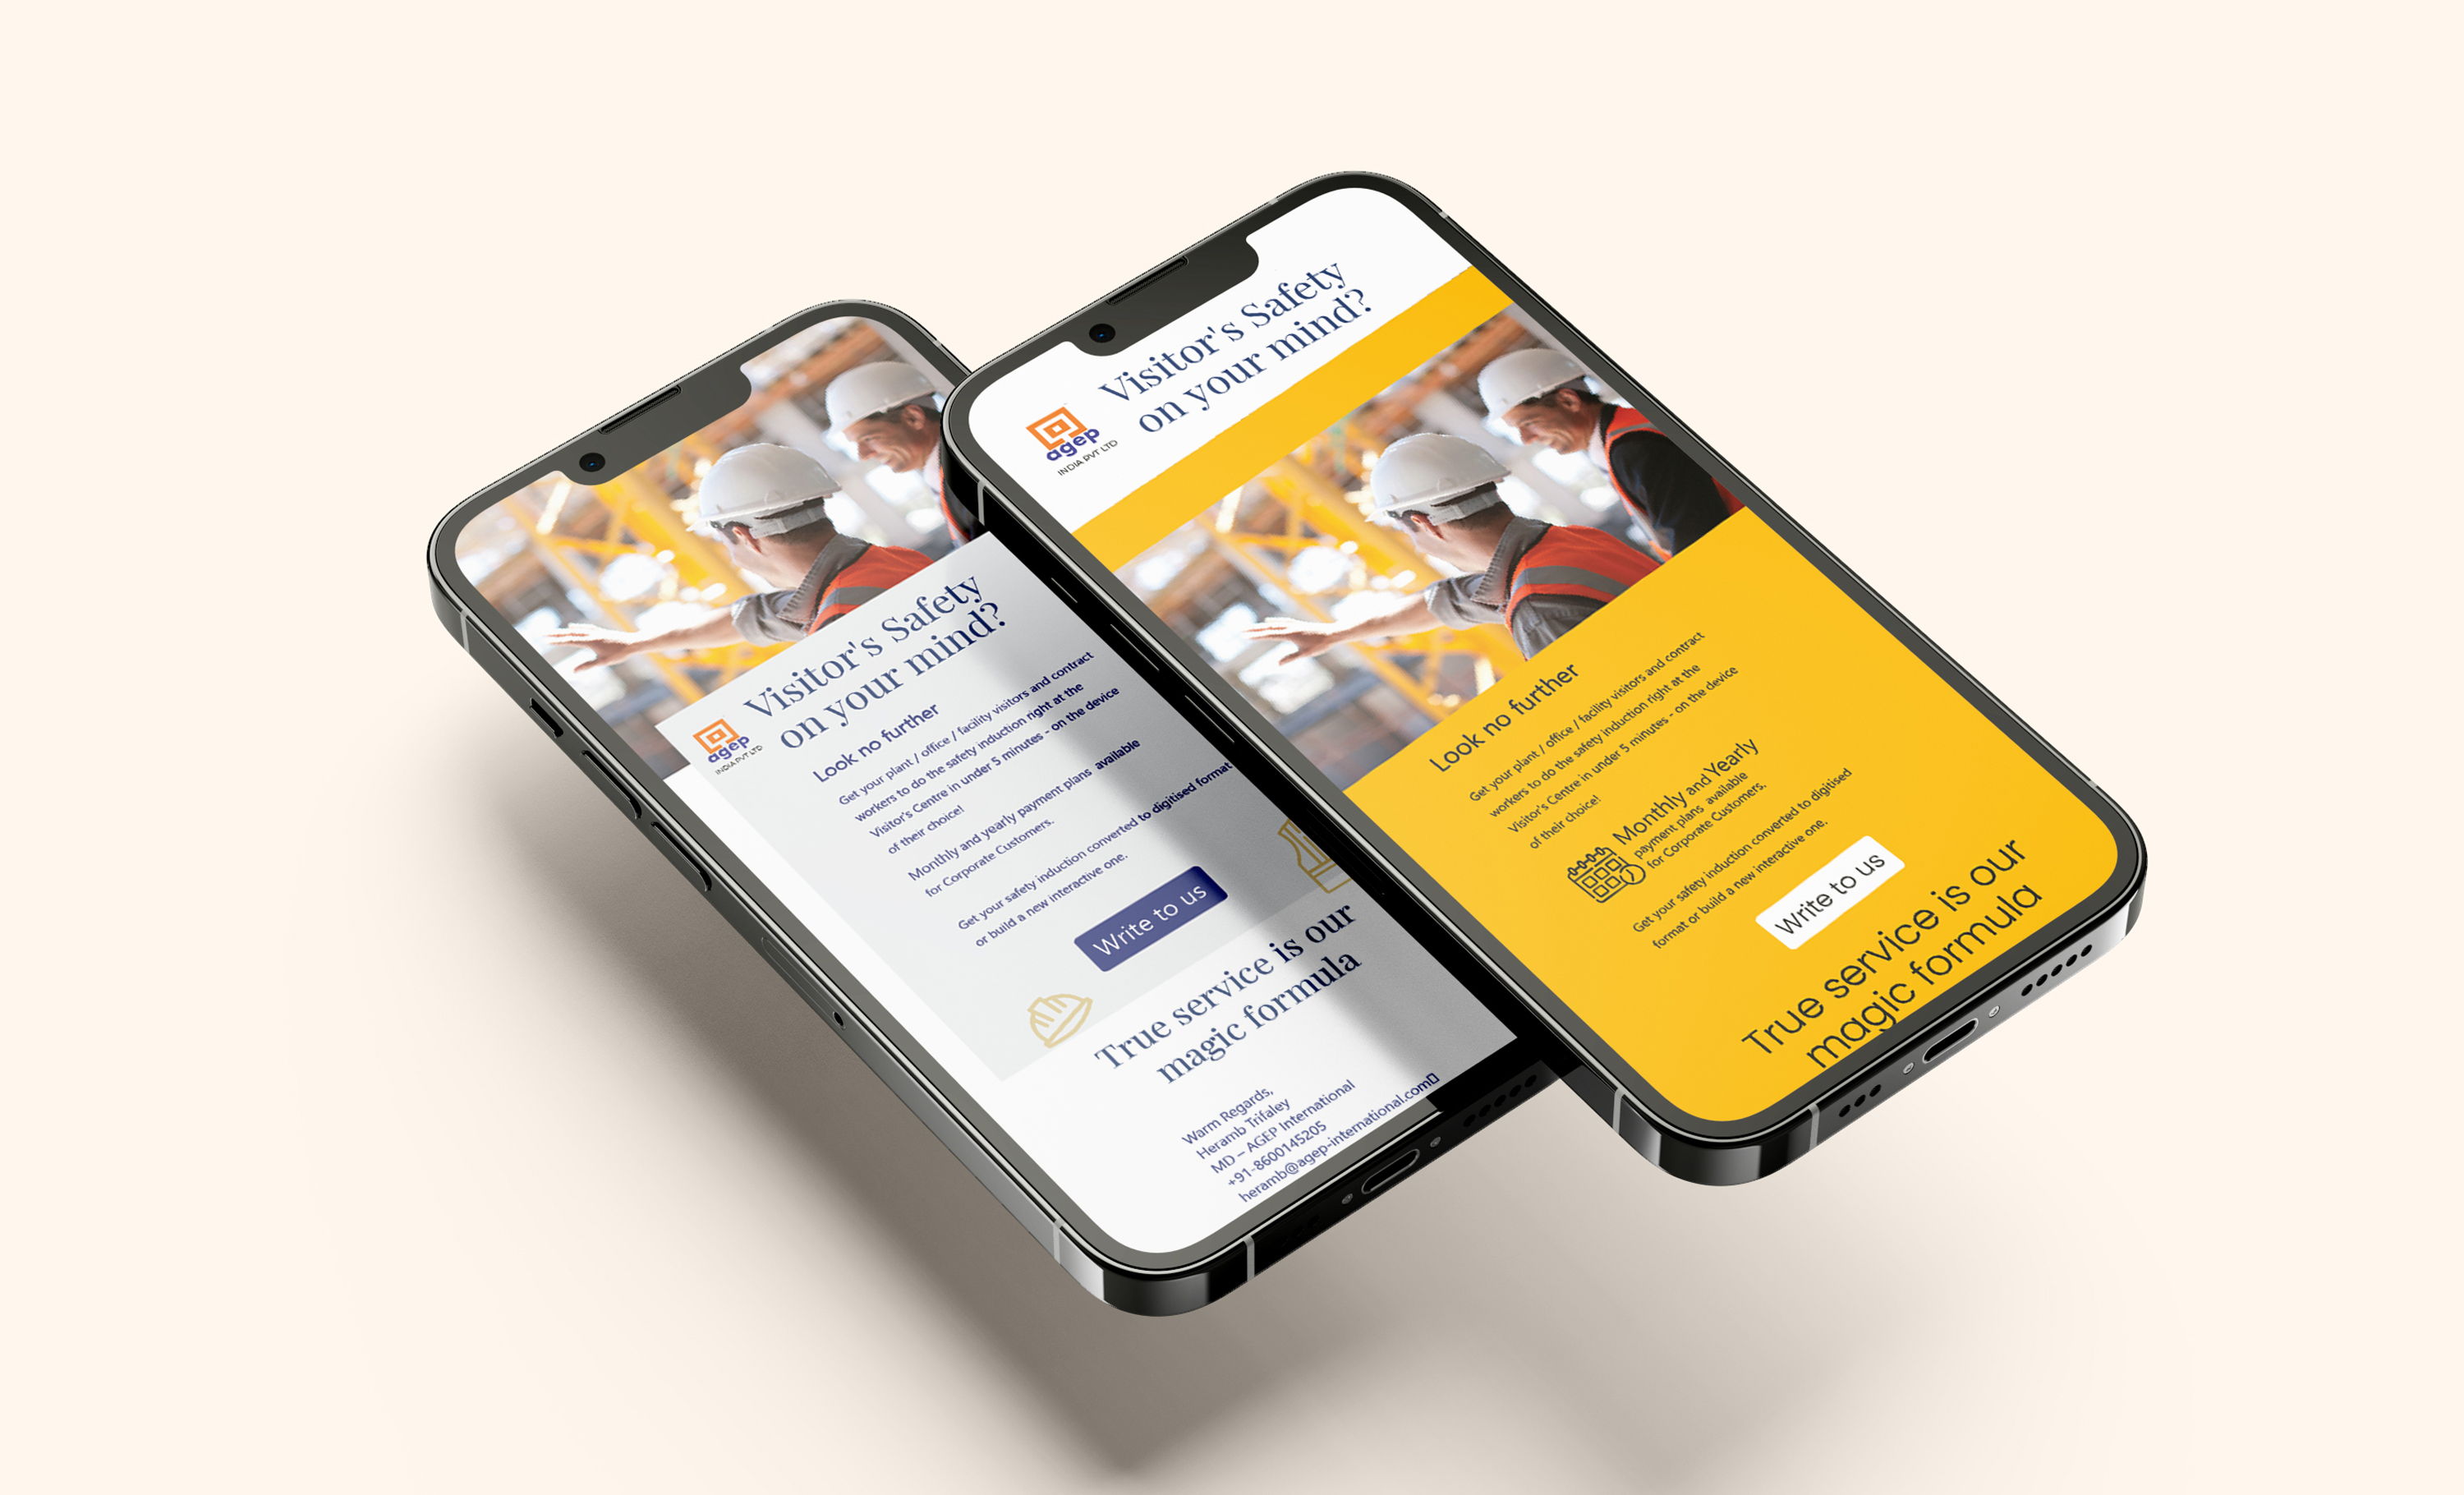 Visitor's Safety
on your mind?
agep
INDIA PVT LTD
Look no further
Get your plant / office / facility visitors and contract
workers to do the safety induction right at the
Visitor's Centre in under 5 minutes - on the device
of their choice!
Monthly and yearly payment plans available
for Corporate Customers.
Get your safety induction converted to digitised format
or build a new interactive one.
Write to us
True service is our
magic formula
Warm Regards,
Heramb Trifaley
MD – AGEP International
+91-8600145205
heramb@agep-international.com
Visitor's Safety
on your mind?
agep
INDIA PVT LTD
Look no further
Get your plant / office / facility visitors and contract
workers to do the safety induction right at the
Visitor's Centre in under 5 minutes - on the device
of their choice!
Monthly and Yearly
payment plans available
for Corporate Customers.
Get your safety induction converted to digitised
format or build a new interactive one.
Write to us
True service is our
magic formula